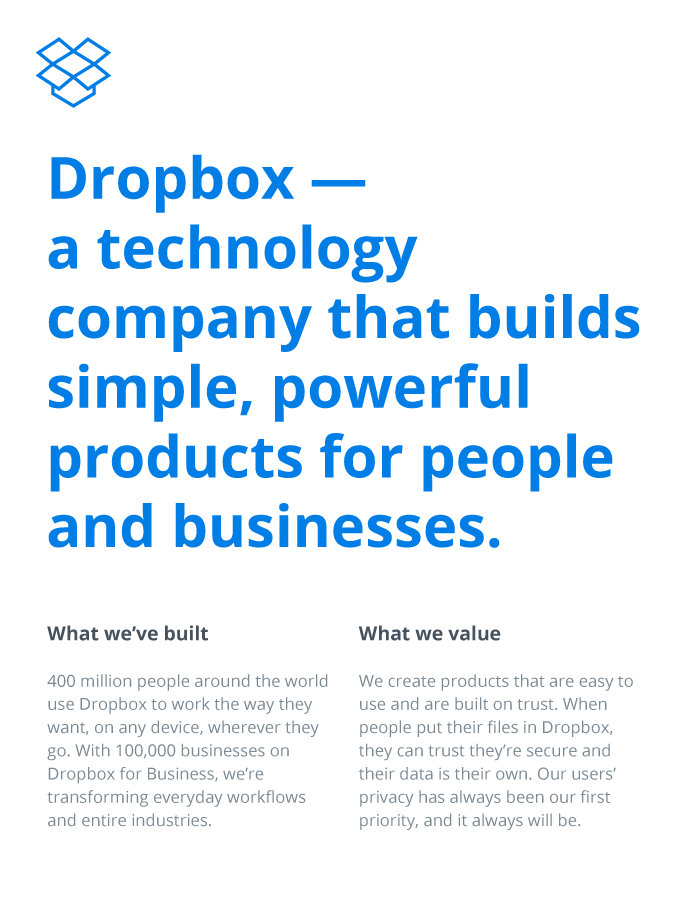 Dropbox —
a technology
company that builds
simple, powerful
products for people
and businesses.
What we’ve built
400 million people around the world
use Dropbox to work the way they
want, on any device, wherever they
go. With 100,000 businesses on
Dropbox for Business, we’re
transforming everyday workflows
and entire industries.
What we value
We create products that are easy to
use and are built on trust. When
people put their files in Dropbox,
they can trust they’re secure and
their data is their own. Our users’
privacy has always been our first
priority, and it always will be.